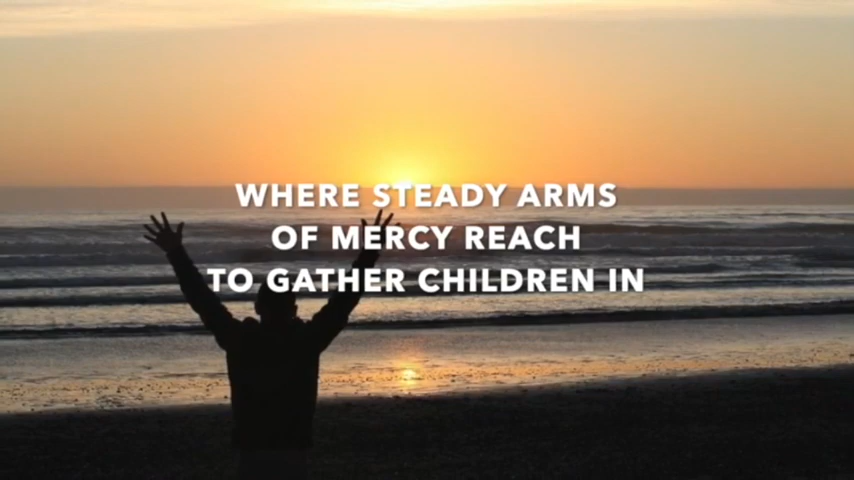 WHERE STEADY ARMS
OF MERCY REACH
TO GATHER CHILDREN IN